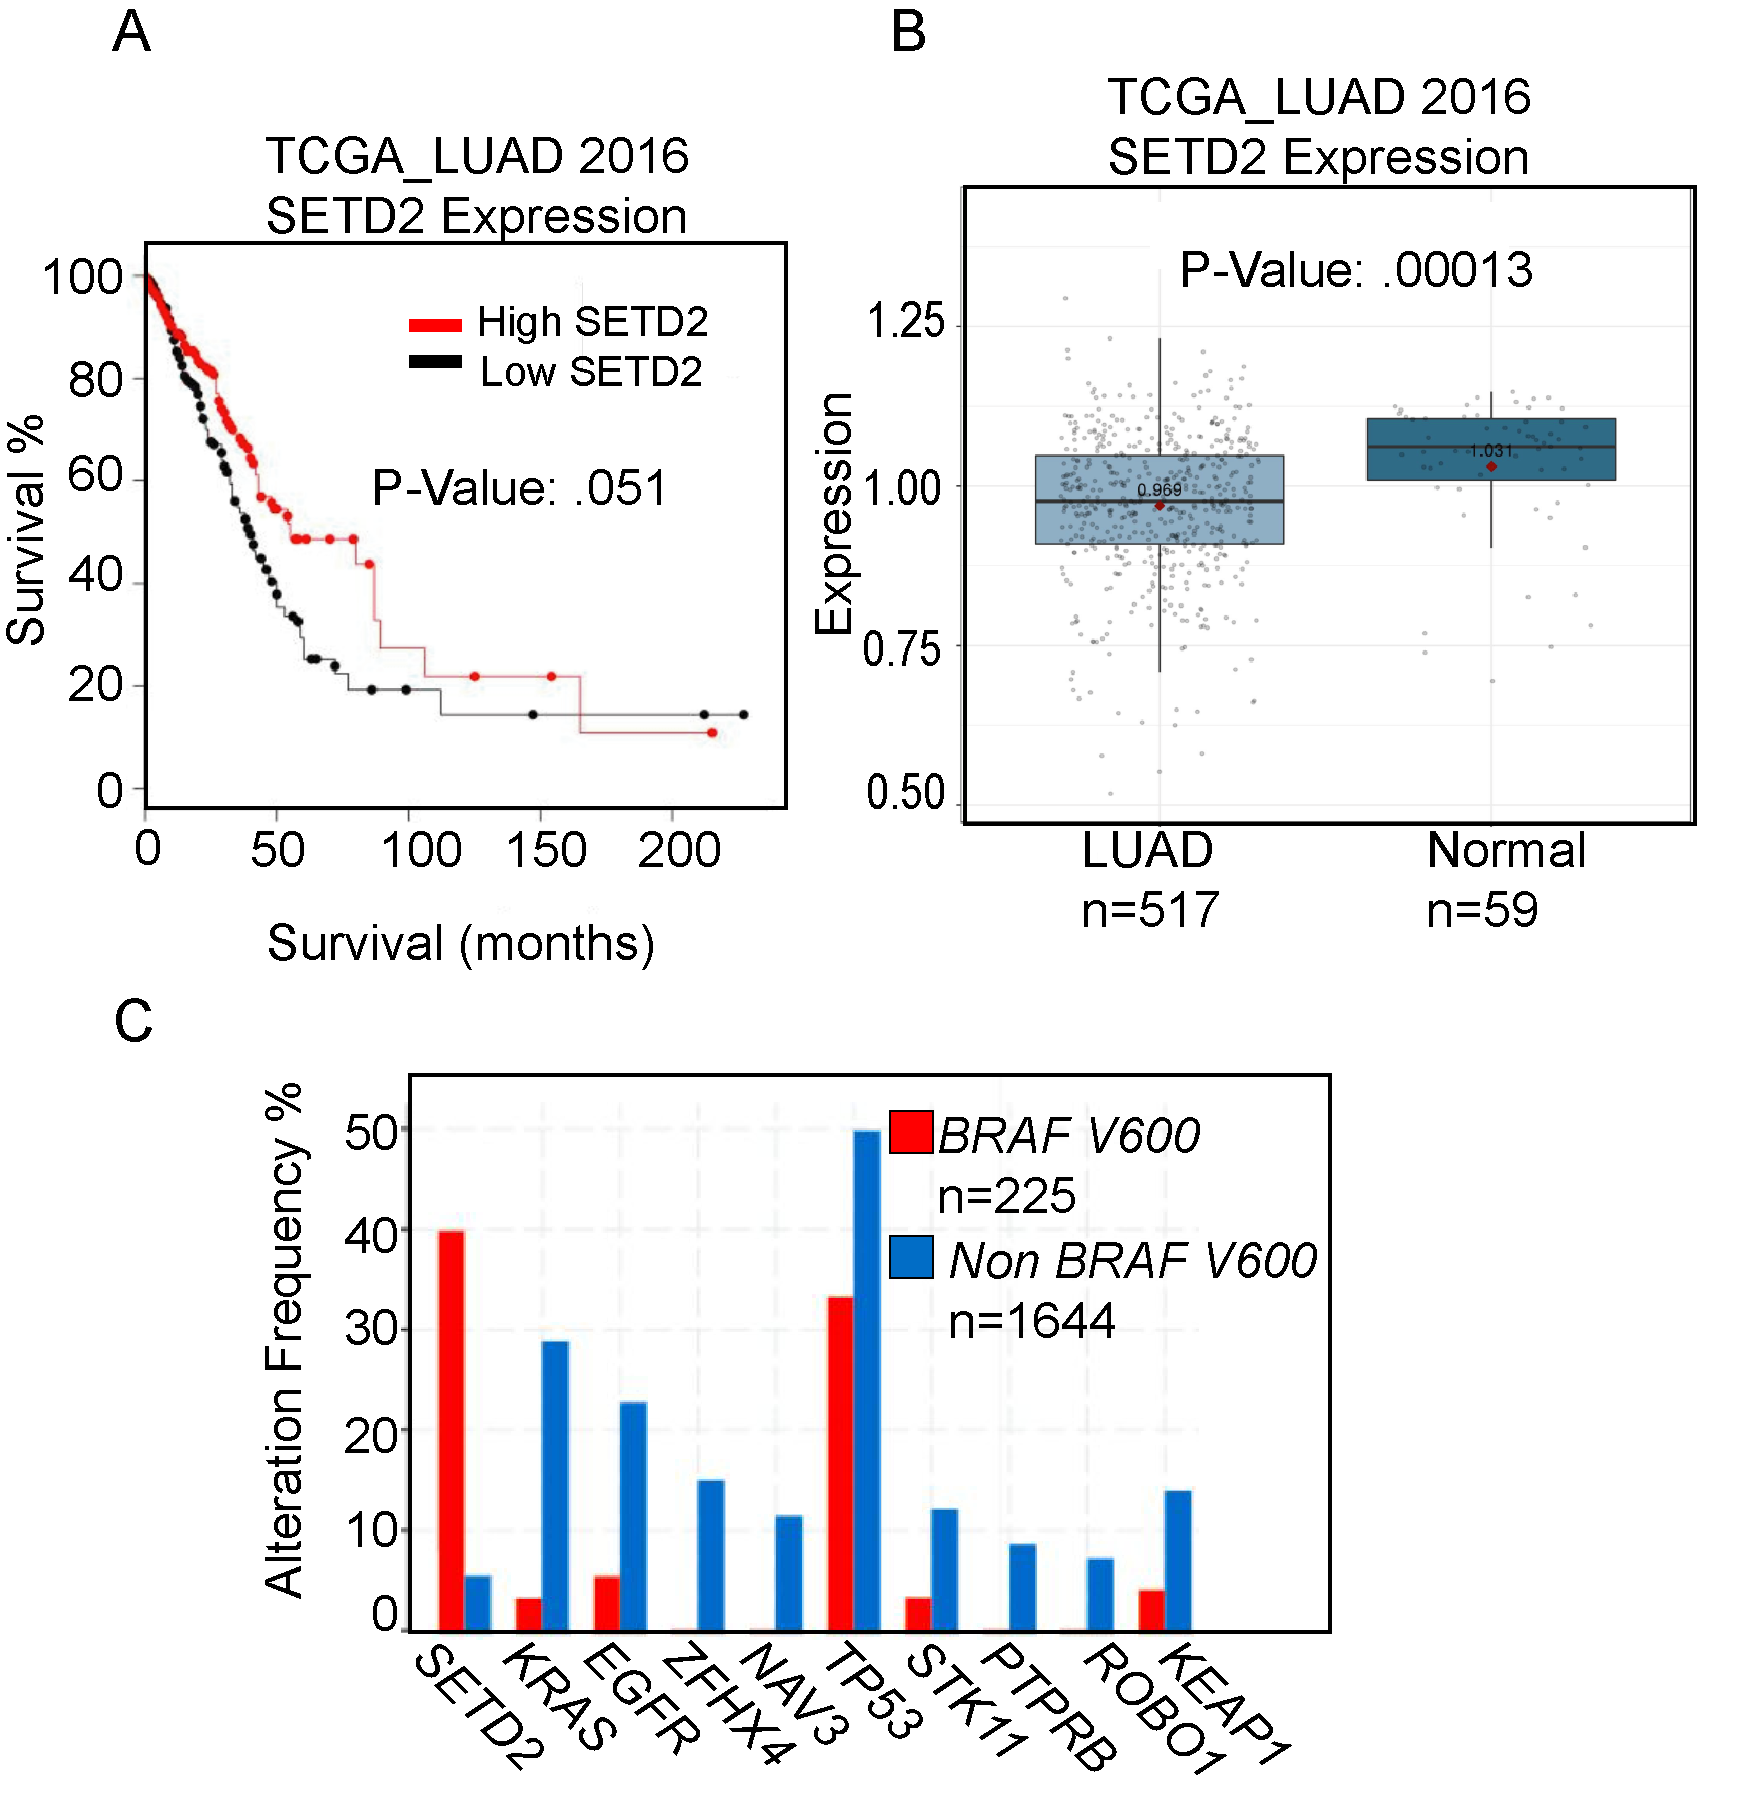 A
TCGA_LUAD 2016
SETD2 Expression
100
80
60
40
20
0
Survival %
High SETD2
Low SETD2
P-Value: .051
0 50 100 150 200
Survival (months)
B
TCGA_LUAD 2016
SETD2 Expression
P-Value: .00013
1.25
1.00
0.75
0.50
Expression
0.969
1.031
LUAD Normal
n=517 n=59
C
Alteration Frequency %
50
40
30
20
10
0
BRAF V600
n=225
Non BRAF V600
n=1644
SETD2
KRAS
EGFR
ZFHX4
NAV3
TP53
STK11
PTPRB
ROBO1
KEAP1